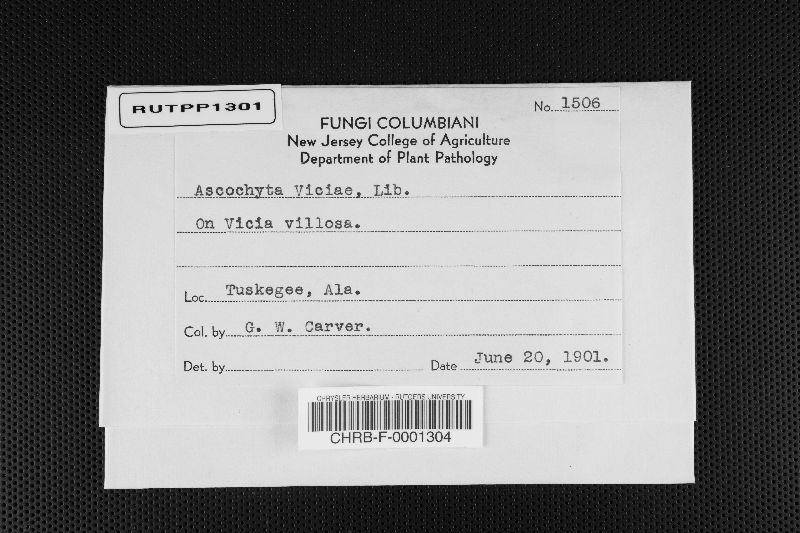 RUTPP1301
No. 1506
FUNGI COLUMBIANI
New Jersey College of Agriculture
Department of Plant Pathology
Ascochyta Viciae, Lib.
On Vicia villosa.
Loc. Tuskegee, Ala.
Col. by G. W. Carver.
Det. by
Date June 20, 1901.
CHRYSLER HERBARIUM - RUTGERS UNIVERSITY
CHRB-F-0001304